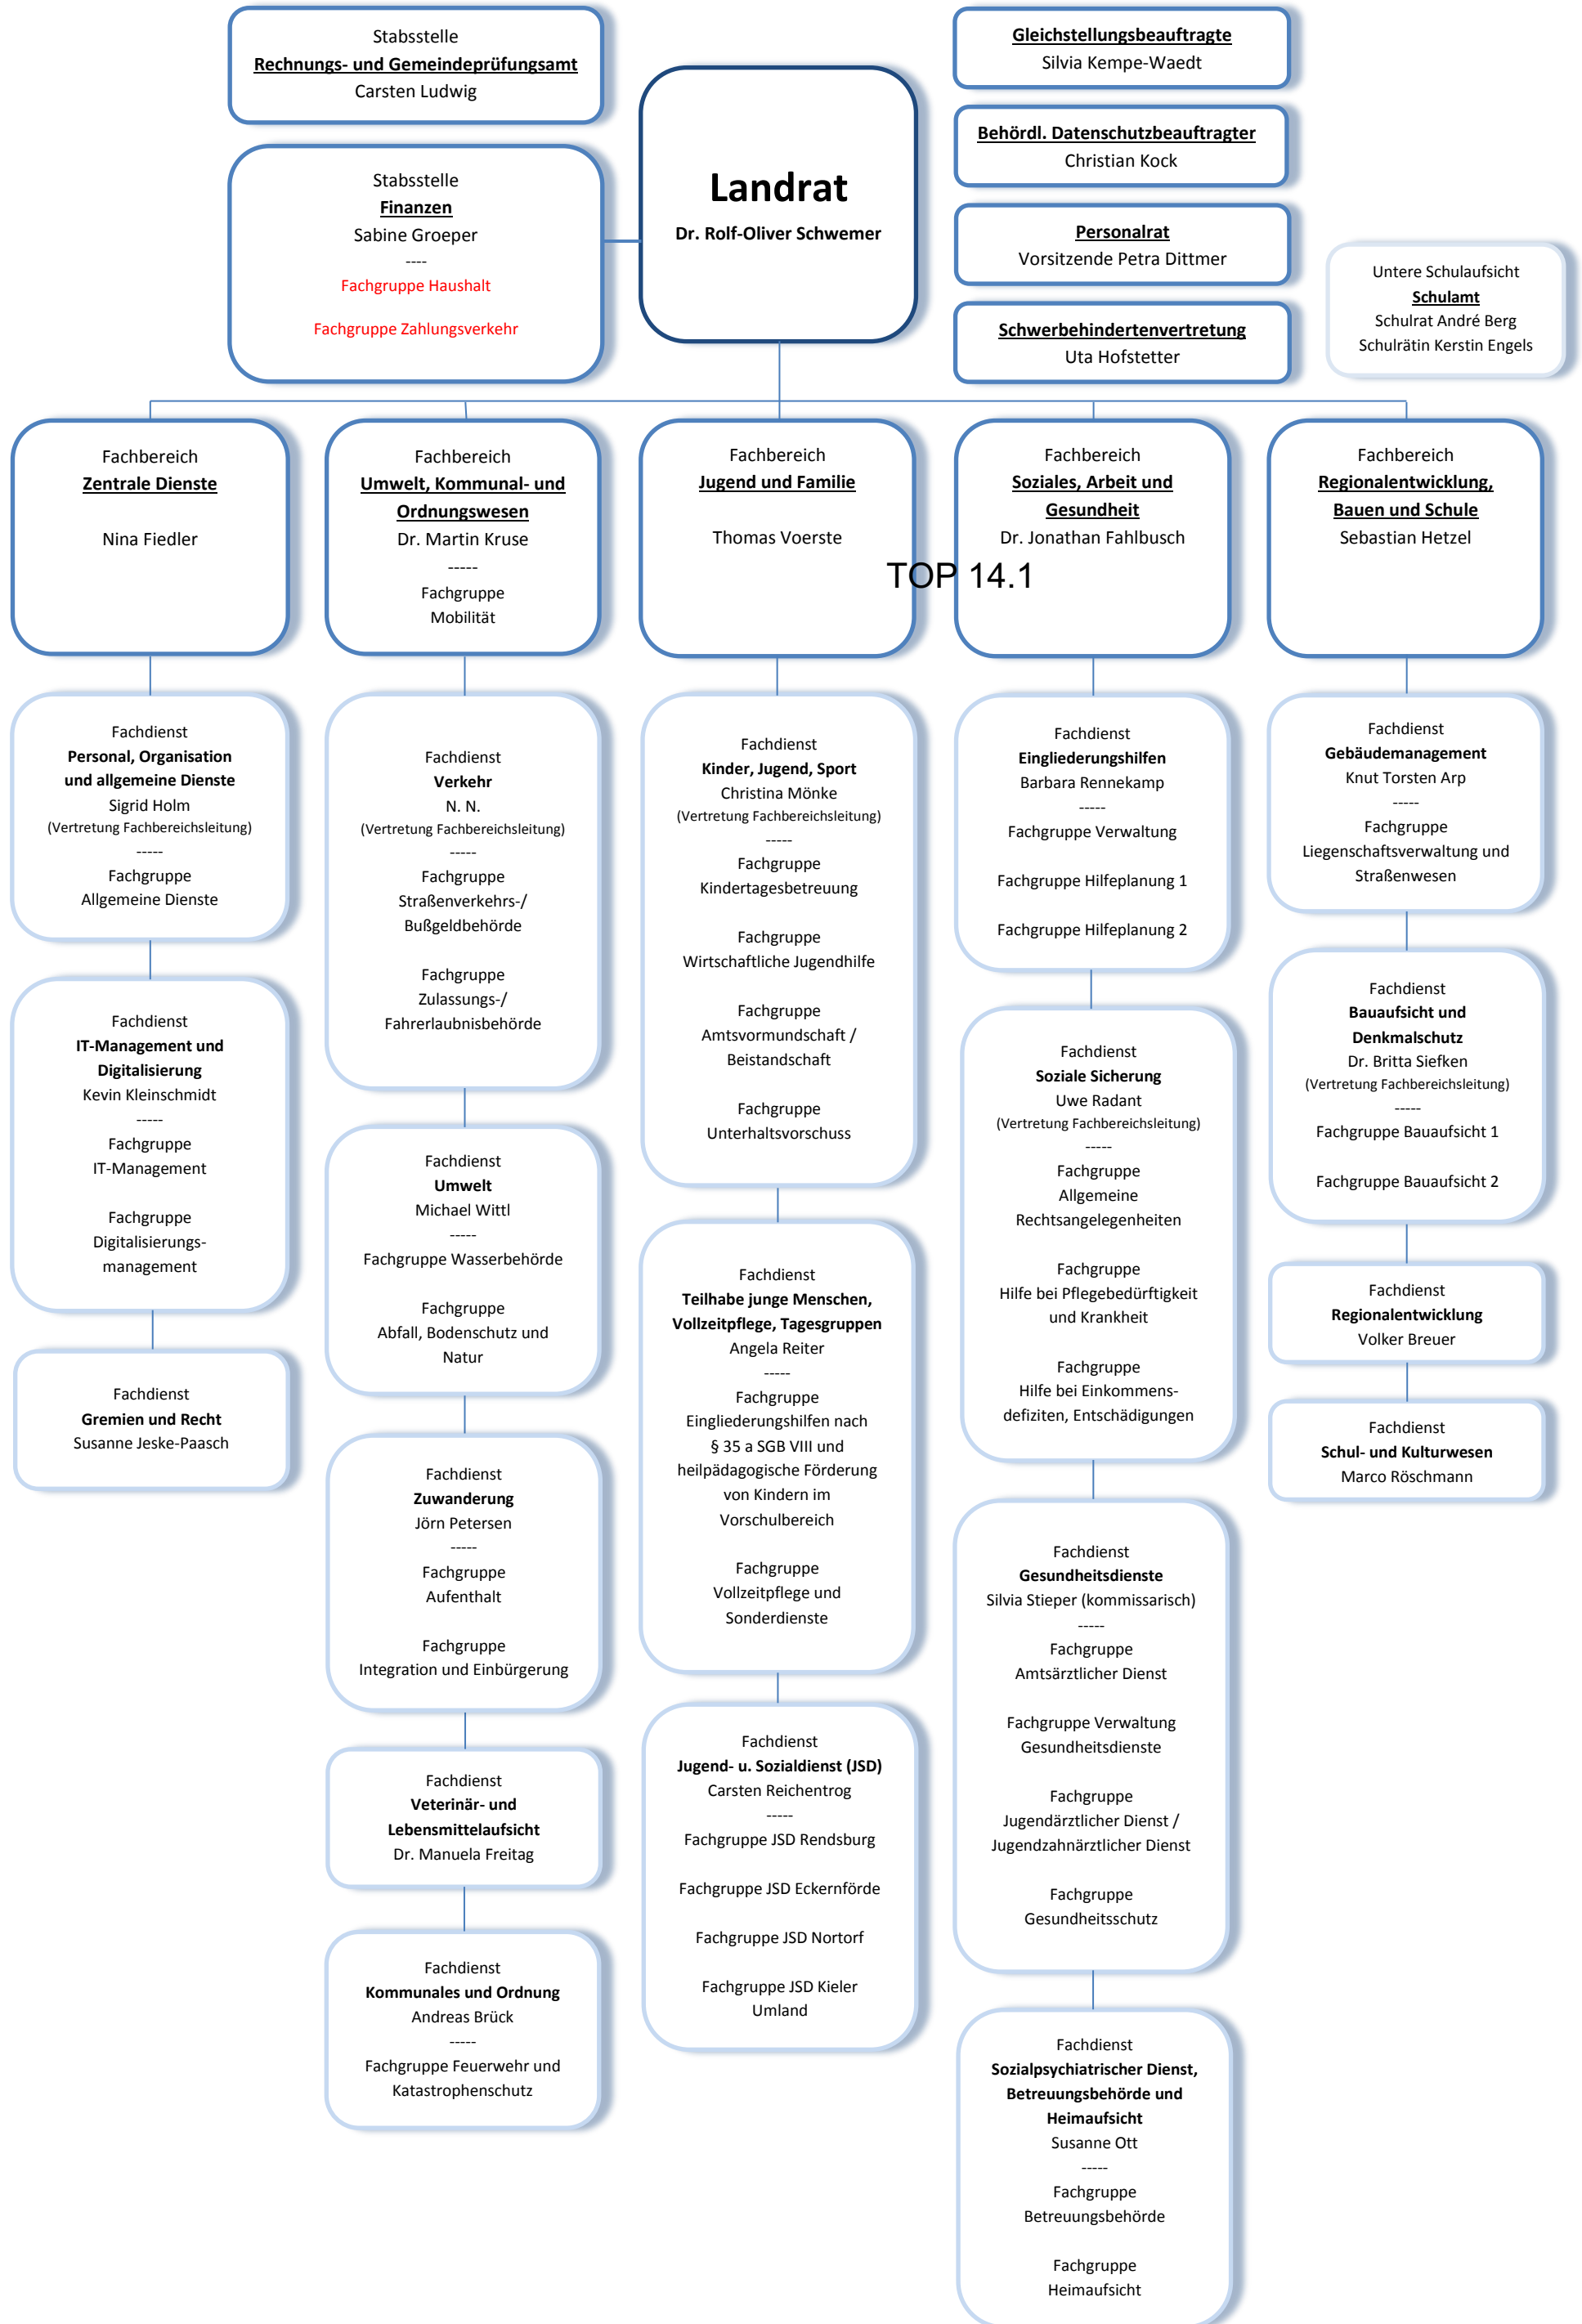 Stabsstelle
Rechnungs- und Gemeindeprüfungsamt
Carsten Ludwig
Stabsstelle
Finanzen
Sabine Groeper
----
Fachgruppe Haushalt
Fachgruppe Zahlungsverkehr
Landrat
Dr. Rolf-Oliver Schwemer
Gleichstellungsbeauftragte
Silvia Kempe-Waedt
Behördl. Datenschutzbeauftragter
Christian Kock
Personalrat
Vorsitzende Petra Dittmer
Schwerbehindertenvertretung
Uta Hofstetter
Untere Schulaufsicht
Schulamt
Schulrat André Berg
Schulrätin Kerstin Engels
Fachbereich
Zentrale Dienste
Nina Fiedler
Fachbereich
Umwelt, Kommunal- und
Ordnungswesen
Dr. Martin Kruse
-----
Fachgruppe
Mobilität
Fachbereich
Jugend und Familie
Thomas Voerste
Fachbereich
Soziales, Arbeit und
Gesundheit
Dr. Jonathan Fahlbusch
TOP 14.1
Fachbereich
Regionalentwicklung,
Bauen und Schule
Sebastian Hetzel
Fachdienst
Personal, Organisation
und allgemeine Dienste
Sigrid Holm
(Vertretung Fachbereichsleitung)
-----
Fachgruppe
Allgemeine Dienste
Fachdienst
IT-Management und
Digitalisierung
Kevin Kleinschmidt
-----
Fachgruppe
IT-Management
Fachgruppe
Digitalisierungs-
management
Fachdienst
Gremien und Recht
Susanne Jeske-Paasch
Fachdienst
Verkehr
N. N.
(Vertretung Fachbereichsleitung)
-----
Fachgruppe
Straßenverkehrs-/
Bußgeldbehörde
Fachgruppe
Zulassungs-/
Fahrerlaubnisbehörde
Fachdienst
Umwelt
Michael Wittl
-----
Fachgruppe Wasserbehörde
Fachgruppe
Abfall, Bodenschutz und
Natur
Fachdienst
Zuwanderung
Jörn Petersen
-----
Fachgruppe
Aufenthalt
Fachgruppe
Integration und Einbürgerung
Fachdienst
Veterinär- und
Lebensmittelaufsicht
Dr. Manuela Freitag
Fachdienst
Kommunales und Ordnung
Andreas Brück
-----
Fachgruppe Feuerwehr und
Katastrophenschutz
Fachdienst
Kinder, Jugend, Sport
Christina Mönke
(Vertretung Fachbereichsleitung)
-----
Fachgruppe
Kindertagesbetreuung
Fachgruppe
Wirtschaftliche Jugendhilfe
Fachgruppe
Amtsvormundschaft /
Beistandschaft
Fachgruppe
Unterhaltsvorschuss
Fachdienst
Teilhabe junge Menschen,
Vollzeitpflege, Tagesgruppen
Angela Reiter
-----
Fachgruppe
Eingliederungshilfen nach
§ 35 a SGB VIII und
heilpädagogische Förderung
von Kindern im
Vorschulbereich
Fachgruppe
Vollzeitpflege und
Sonderdienste
Fachdienst
Jugend- u. Sozialdienst (JSD)
Carsten Reichentrog
-----
Fachgruppe JSD Rendsburg
Fachgruppe JSD Eckernförde
Fachgruppe JSD Nortorf
Fachgruppe JSD Kieler
Umland
Fachdienst
Eingliederungshilfen
Barbara Rennekamp
-----
Fachgruppe Verwaltung
Fachgruppe Hilfeplanung 1
Fachgruppe Hilfeplanung 2
Fachdienst
Soziale Sicherung
Uwe Radant
(Vertretung Fachbereichsleitung)
-----
Fachgruppe
Allgemeine
Rechtsangelegenheiten
Fachgruppe
Hilfe bei Pflegebedürftigkeit
und Krankheit
Fachgruppe
Hilfe bei Einkommens-
defiziten, Entschädigungen
Fachdienst
Gesundheitsdienste
Silvia Stieper (kommissarisch)
-----
Fachgruppe
Amtsärztlicher Dienst
Fachgruppe Verwaltung
Gesundheitsdienste
Fachgruppe
Jugendärztlicher Dienst /
Jugendzahnärztlicher Dienst
Fachgruppe
Gesundheitsschutz
Fachdienst
Sozialpsychiatrischer Dienst,
Betreuungsbehörde und
Heimaufsicht
Susanne Ott
-----
Fachgruppe
Betreuungsbehörde
Fachgruppe
Heimaufsicht
Fachdienst
Gebäudemanagement
Knut Torsten Arp
-----
Fachgruppe
Liegenschaftsverwaltung und
Straßenwesen
Fachdienst
Bauaufsicht und
Denkmalschutz
Dr. Britta Siefken
(Vertretung Fachbereichsleitung)
-----
Fachgruppe Bauaufsicht 1
Fachgruppe Bauaufsicht 2
Fachdienst
Regionalentwicklung
Volker Breuer
Fachdienst
Schul- und Kulturwesen
Marco Röschmann